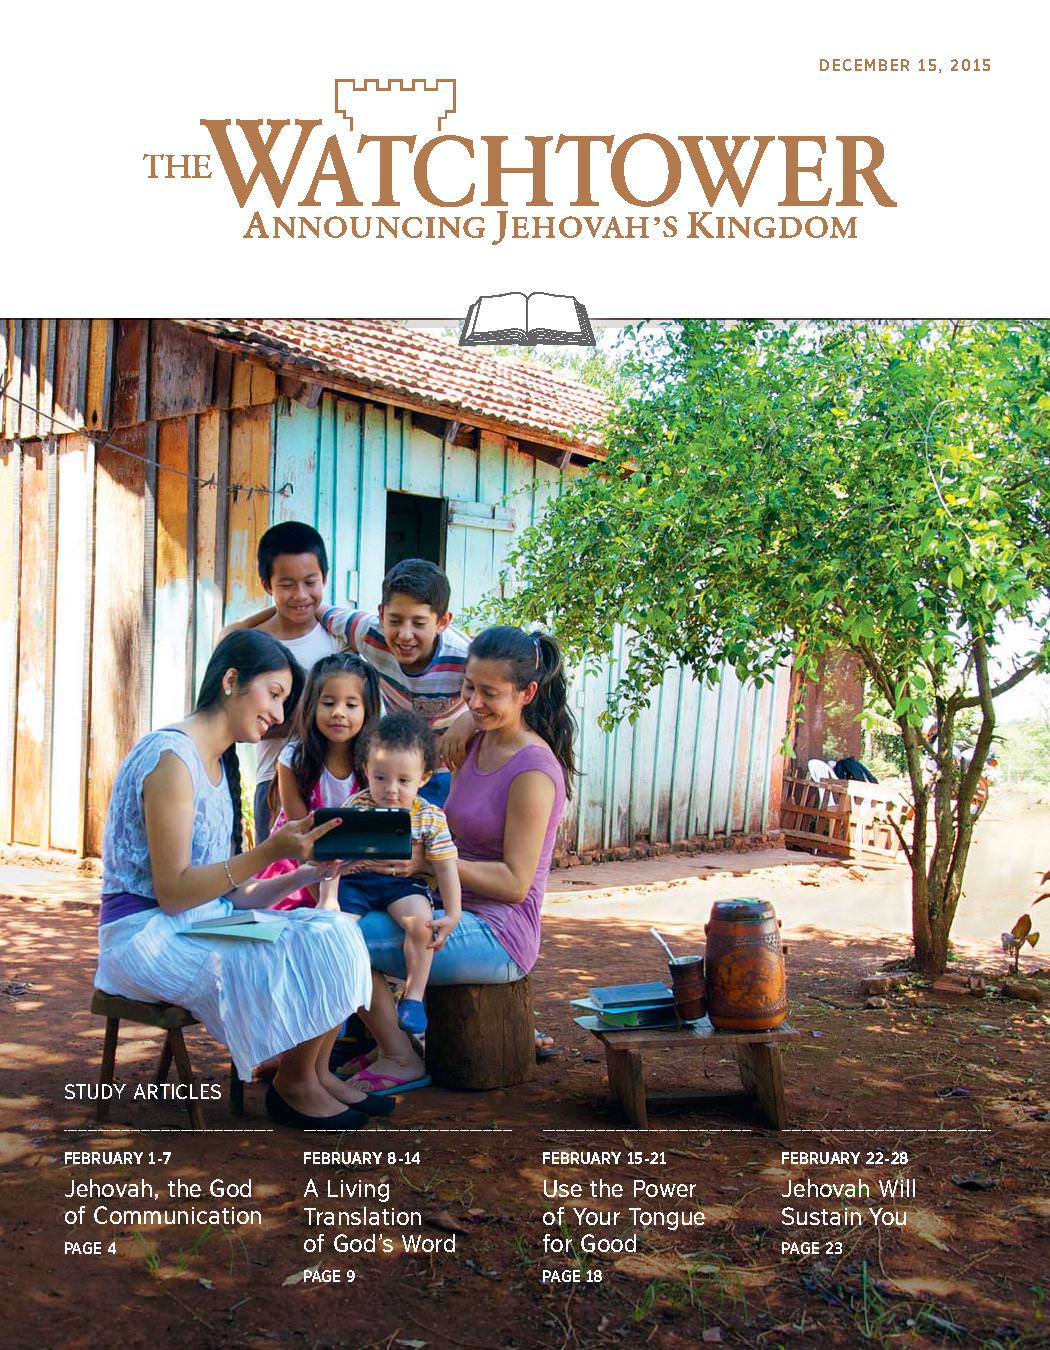 DECEMBER 15, 2015
THE WATCHTOWER
ANNOUNCING JEHOVAH'S KINGDOM
STUDY ARTICLES
FEBRUARY 1-7
Jehovah, the God
of Communication
PAGE 4
FEBRUARY 8-14
A Living
Translation
of God's Word
PAGE 9
FEBRUARY 15-21
Use the Power
of Your Tongue
for Good
PAGE 18
FEBRUARY 22-28
Jehovah Will
Sustain You
PAGE 23